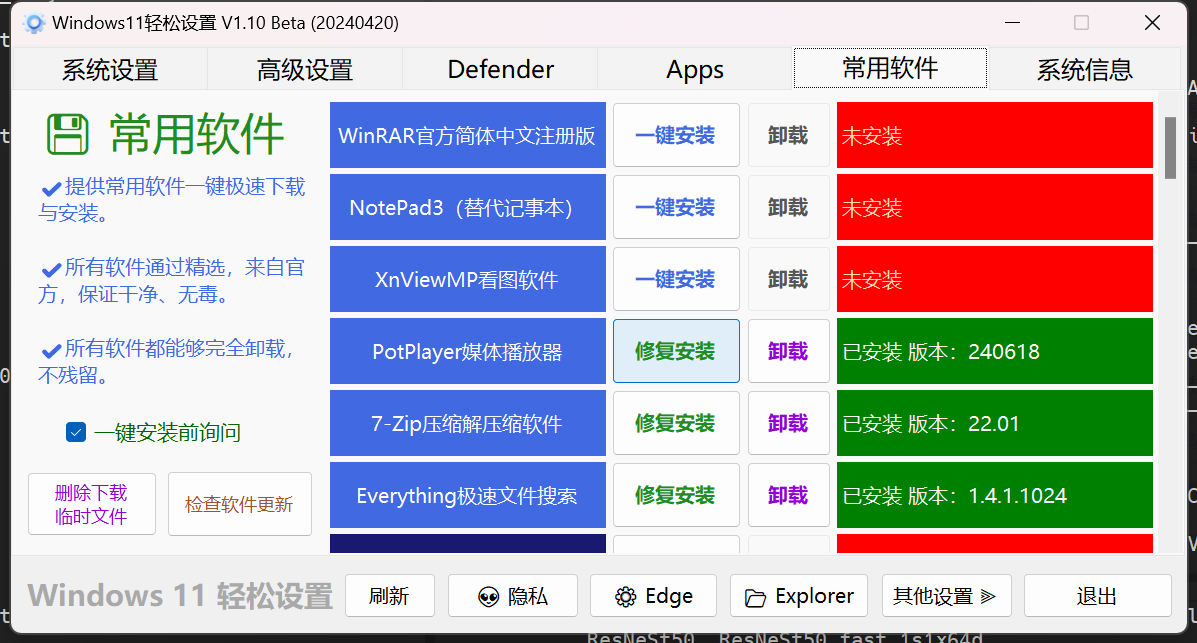 Windows11轻松设置 V1.10 Beta (20240420)
系统设置 高级设置 Defender Apps 常用软件 系统信息
常用软件
提供常用软件一键极速下载
与安装。
所有软件通过精选，来自官
方，保证干净、无毒。
所有软件都能够完全卸载，
不残留。
一键安装前询问
删除下载
临时文件
检查软件更新
WinRAR官方简体中文注册版 一键安装 卸载 未安装
NotePad3（替代记事本） 一键安装 卸载 未安装
XnViewMP看图软件 一键安装 卸载 未安装
PotPlayer媒体播放器 修复安装 卸载 已安装 版本：240618
7-Zip压缩解压缩软件 修复安装 卸载 已安装 版本：22.01
Everything极速文件搜索 修复安装 卸载 已安装 版本：1.4.1.1024
Windows 11 轻松设置 刷新 隐私 Edge Explorer 其他设置 退出
ResNeSt50 ResNeSt50_fast_1s1x64d